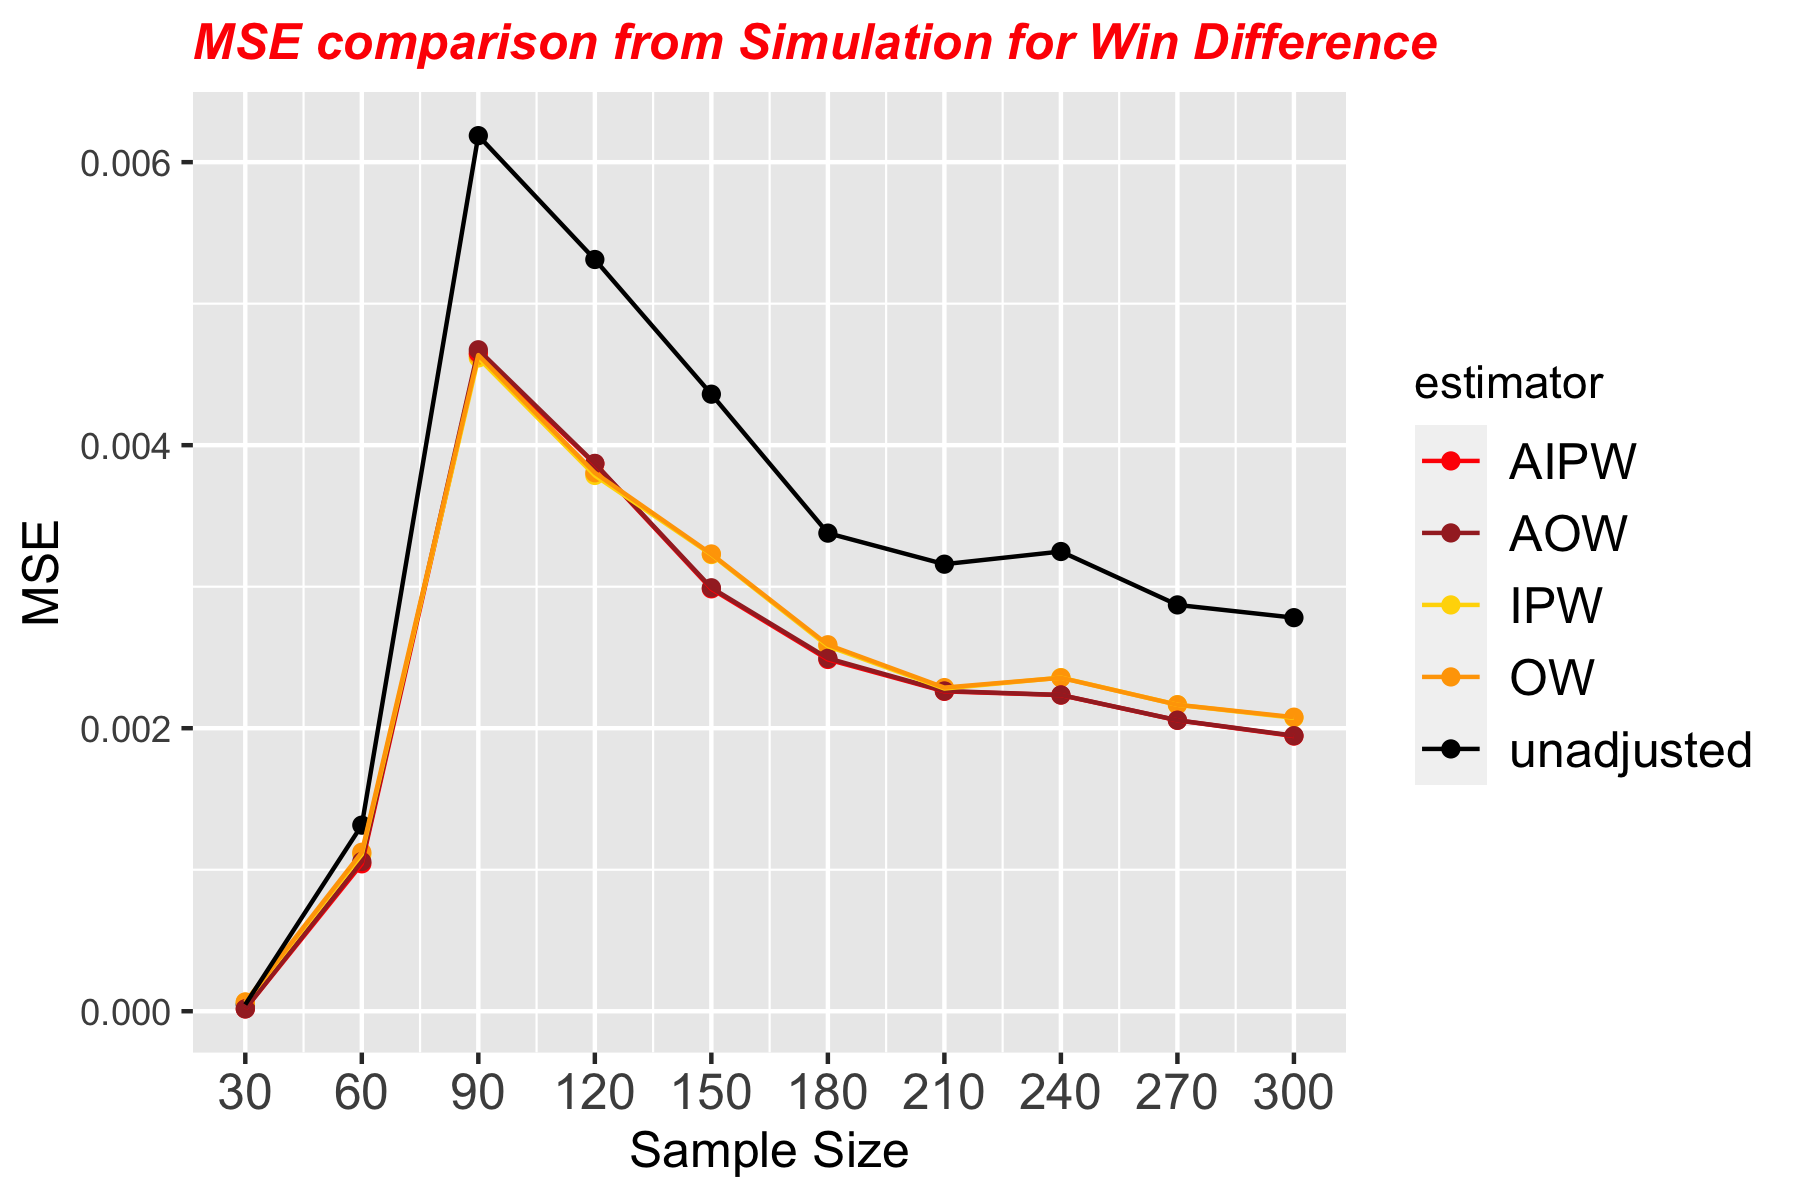 MSE comparison from Simulation for Win Difference
MSE
0.006
0.004
0.002
0.000
30 60 90 120 150 180 210 240 270 300
Sample Size
estimator
AIPW
AOW
IPW
OW
unadjusted